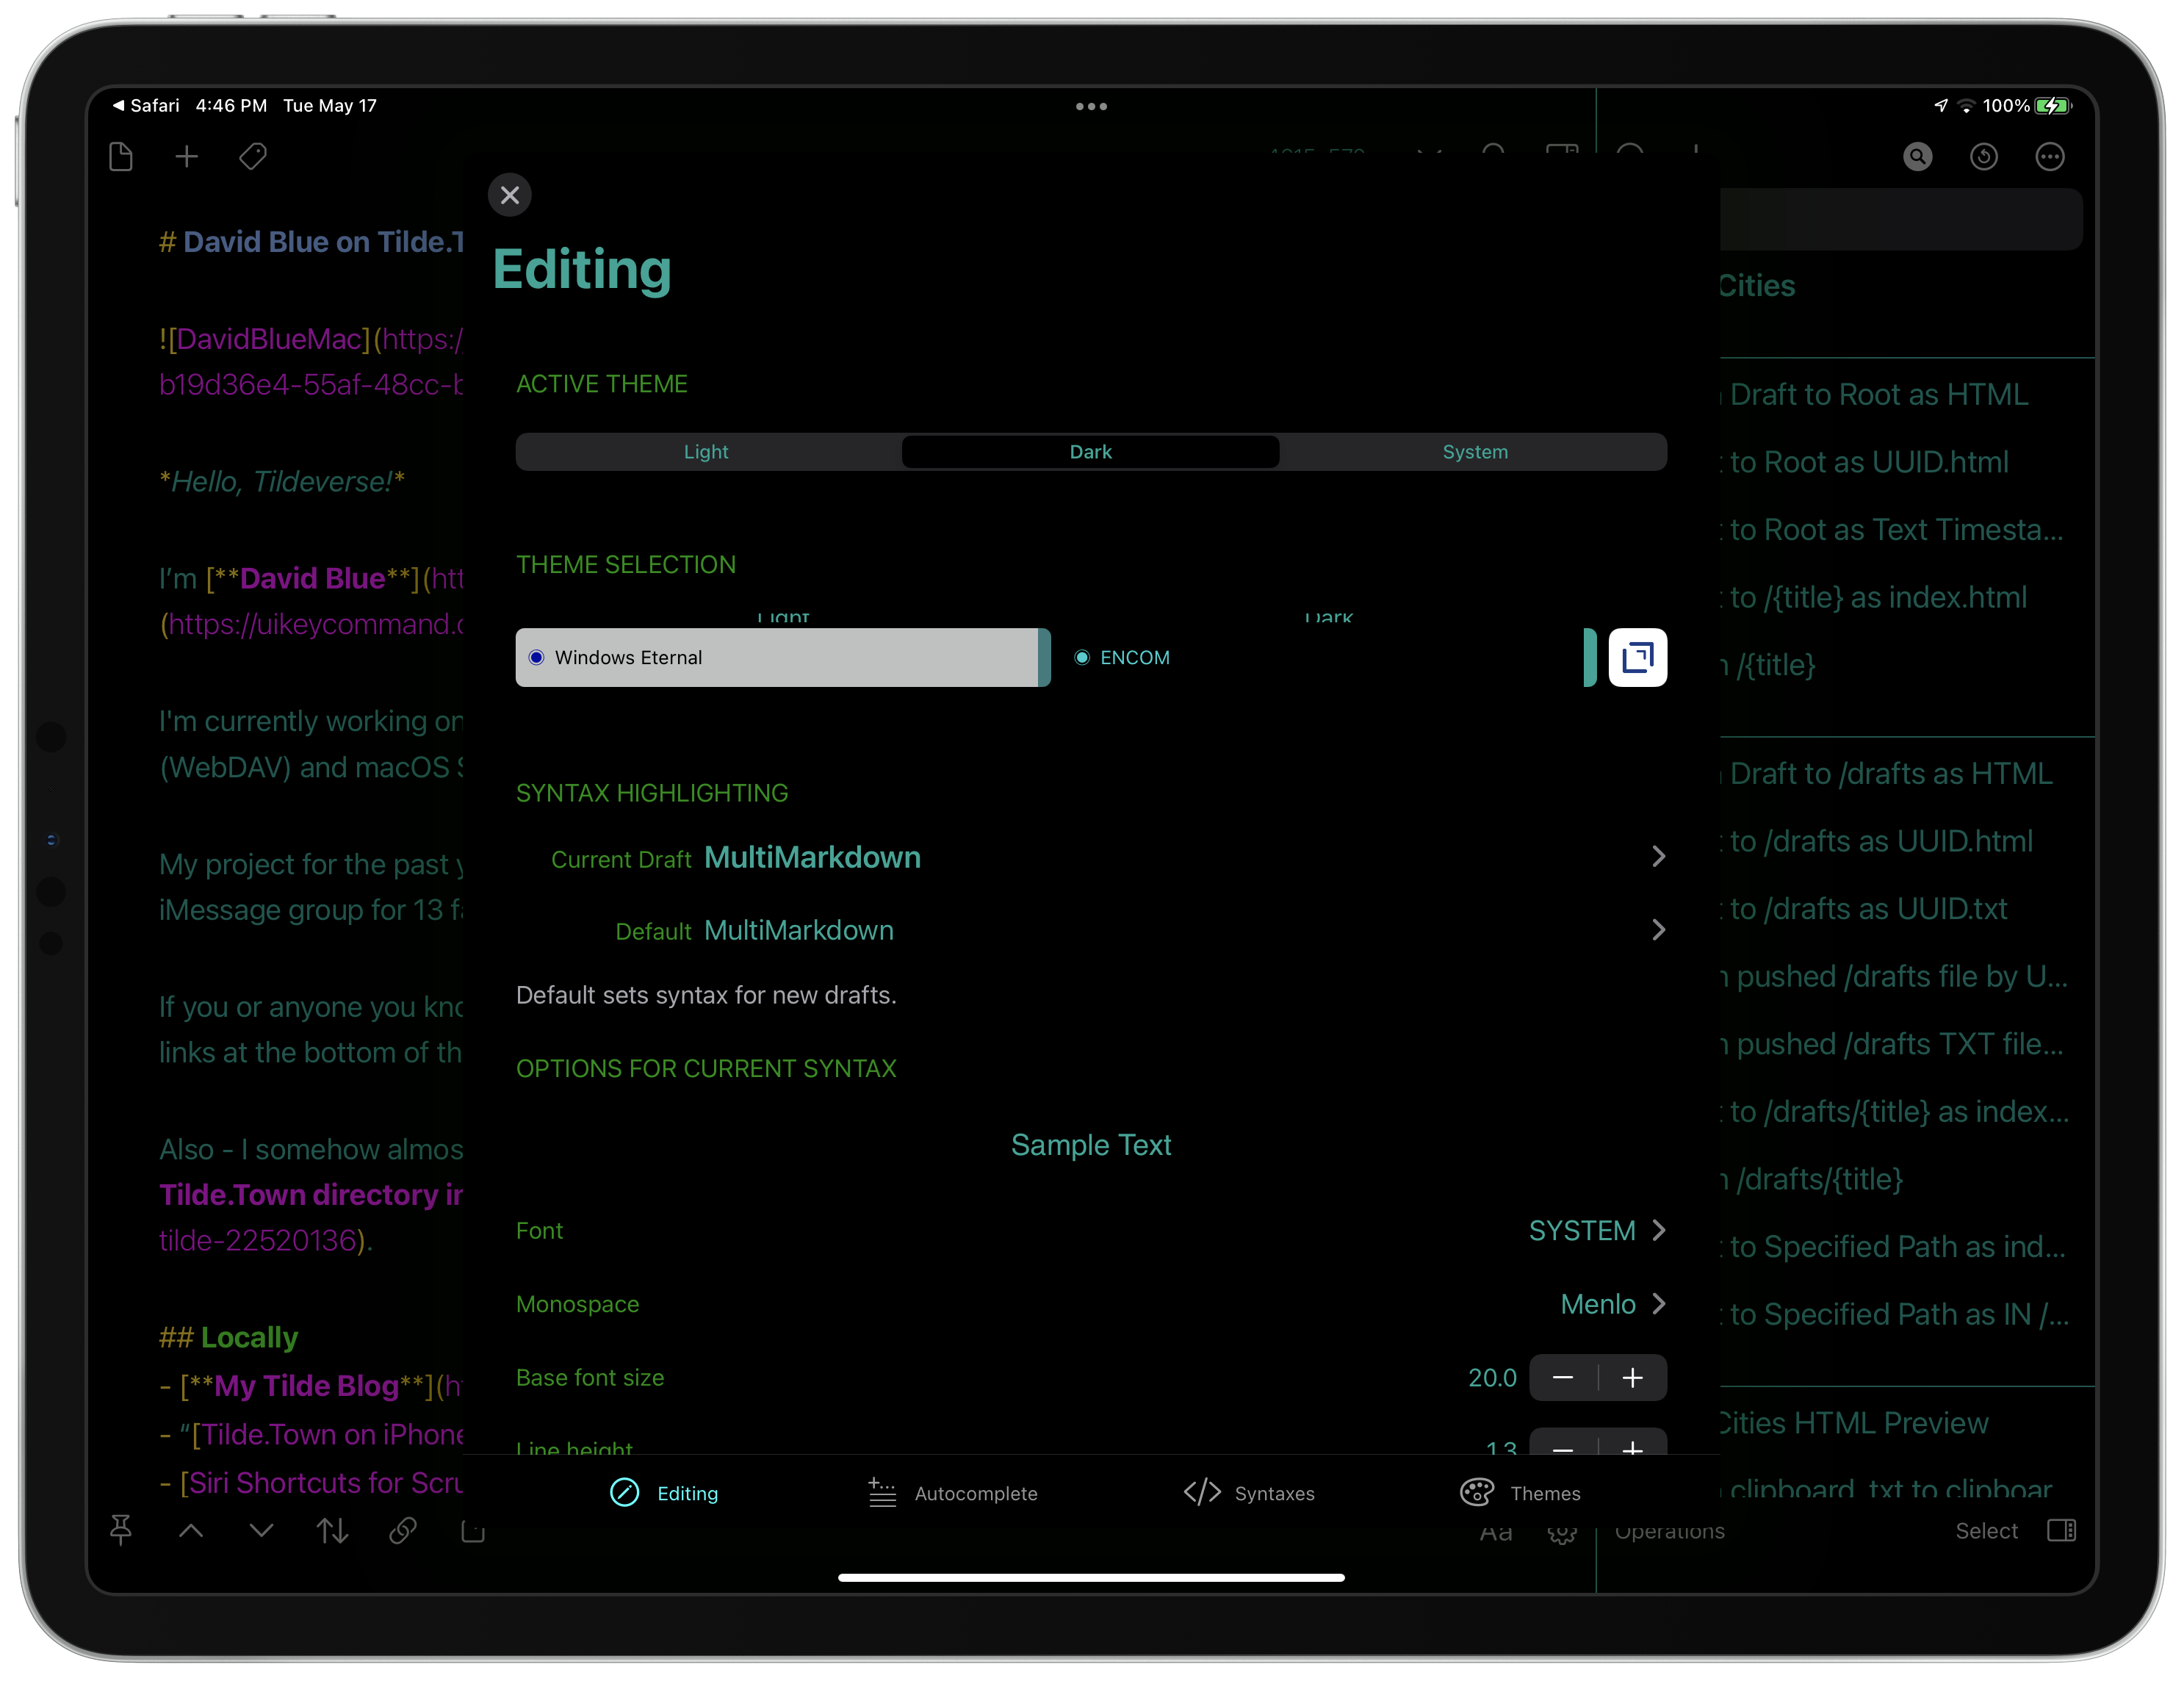 Safari 4:46 PM Tue May 17
100%
# David Blue on Tilde.T
![DavidBlueMac](https:/
b19d36e4-55af-48cc-b
*Hello, Tildeverse!*
I’m [**David Blue**](htt
(https://uikeycommand.c
I'm currently working on
(WebDAV) and macOS S
My project for the past y
iMessage group for 13 fa
If you or anyone you kno
links at the bottom of th
Also - I somehow almos
Tilde.Town directory in
tilde-22520136).
## Locally
- [**My Tilde Blog**](h
- “[Tilde.Town on iPhone
- [Siri Shortcuts for Scru
Editing
ACTIVE THEME
Light Dark System
THEME SELECTION
Light Dark
Windows Eternal ENCOM
SYNTAX HIGHLIGHTING
Current Draft MultiMarkdown
Default MultiMarkdown
Default sets syntax for new drafts.
OPTIONS FOR CURRENT SYNTAX
Sample Text
Font SYSTEM
Monospace Menlo
Base font size 20.0
Line height 1.3
Editing Autocomplete Syntaxes Themes
Cities
Draft to Root as HTML
to Root as UUID.html
to Root as Text Timesta...
to /{title} as index.html
/{title}
Draft to /drafts as HTML
to /drafts as UUID.html
to /drafts as UUID.txt
pushed /drafts file by U...
pushed /drafts TXT file...
to /drafts/{title} as index...
/drafts/{title}
to Specified Path as ind...
to Specified Path as IN /...
Cities HTML Preview
clipboard .txt to clipboar
Aa
Operations Select